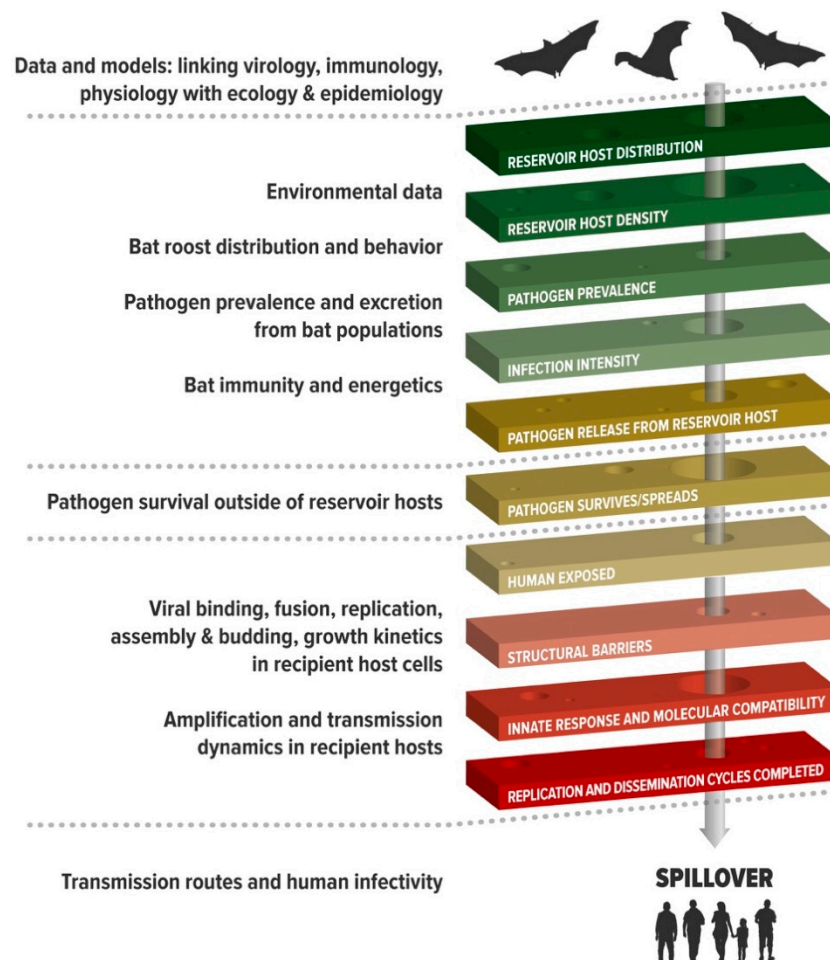 Data and models: linking virology, immunology,
physiology with ecology & epidemiology
RESERVOIR HOST DISTRIBUTION
Environmental data
RESERVOIR HOST DENSITY
Bat roost distribution and behavior
PATHOGEN PREVALENCE
Pathogen prevalence and excretion
from bat populations
INFECTION INTENSITY
Bat immunity and energetics
PATHOGEN RELEASE FROM RESERVOIR HOST
Pathogen survival outside of reservoir hosts
PATHOGEN SURVIVES/SPREADS
HUMAN EXPOSED
Viral binding, fusion, replication,
assembly & budding, growth kinetics
in recipient host cells
STRUCTURAL BARRIERS
Amplification and transmission
dynamics in recipient hosts
INNATE RESPONSE AND MOLECULAR COMPATIBILITY
REPLICATION AND DISSEMINATION CYCLES COMPLETED
Transmission routes and human infectivity
SPILLOVER